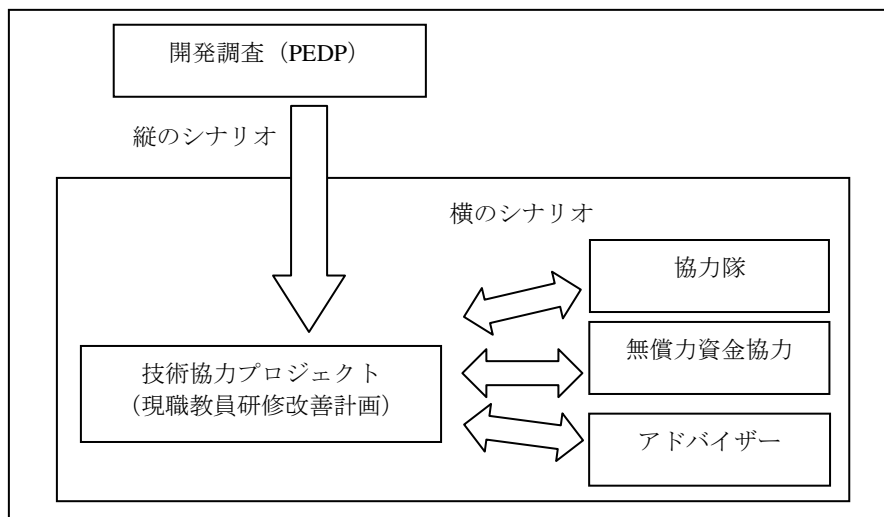 開発調査（PEDP）
縦のシナリオ
横のシナリオ
協力隊
無償力資金協力
技術協力プロジェクト
（現職教員研修改善計画）
アドバイザー